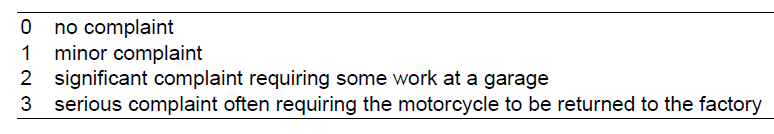 0 no complaint
1 minor complaint
2 significant complaint requiring some work at a garage
3 serious complaint often requiring the motorcycle to be returned to the factory